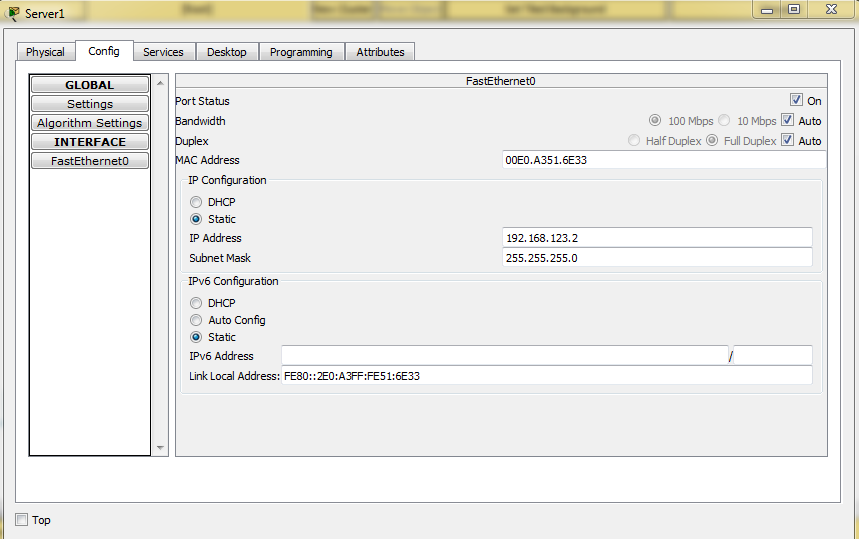 Server1
Physical Config Services Desktop Programming Attributes
GLOBAL
Settings
Algorithm Settings
INTERFACE
FastEthernet0
FastEthernet0
Port Status On
Bandwidth 100 Mbps 10 Mbps Auto
Duplex Half Duplex Full Duplex Auto
MAC Address 00E0.A351.6E33
IP Configuration
DHCP
Static
IP Address 192.168.123.2
Subnet Mask 255.255.255.0
IPv6 Configuration
DHCP
Auto Config
Static
IPv6 Address /
Link Local Address: FE80::2E0:A3FF:FE51:6E33
Top